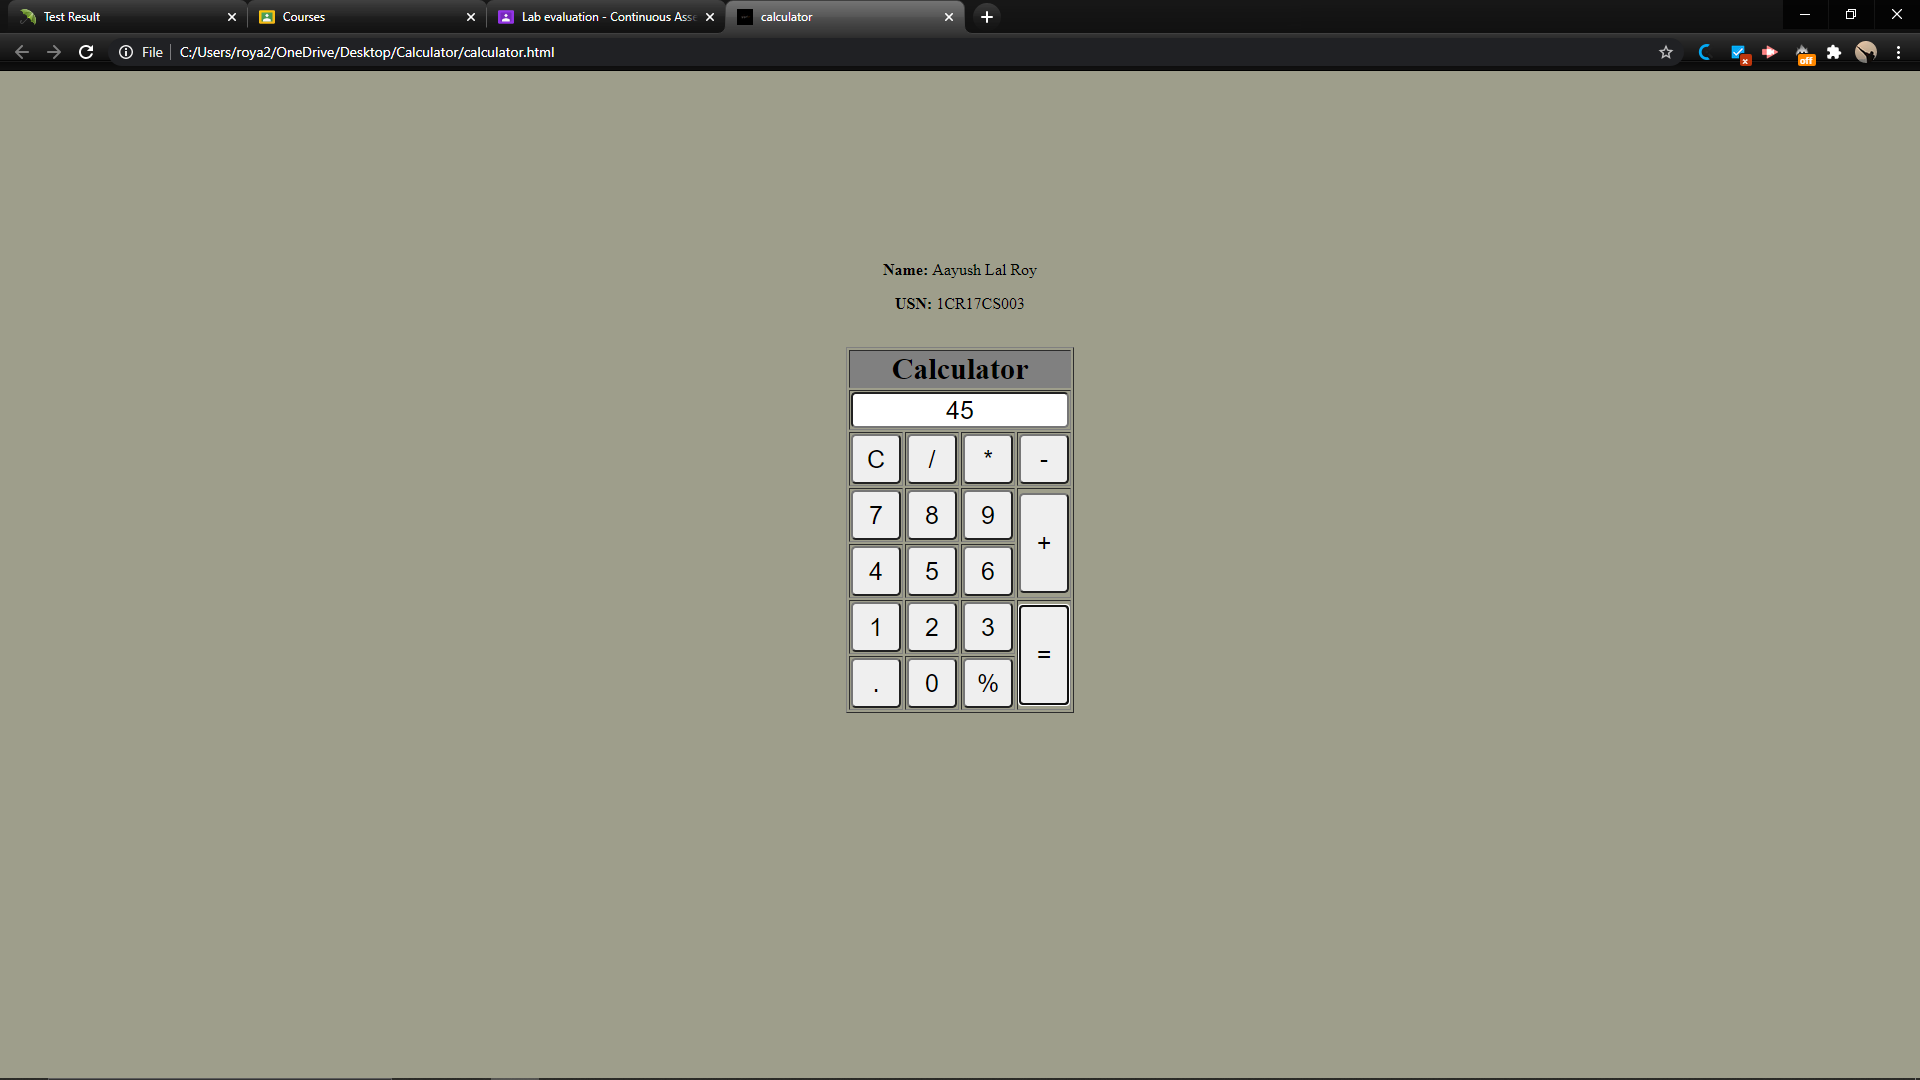 Test Result
Courses
Lab evaluation - Continuous Ass
calculator
File
C:/Users/roya2/OneDrive/Desktop/Calculator/calculator.html
off
Name: Aayush Lal Roy
USN: 1CR17CS003
Calculator
45
C / * -
7 8 9 +
4 5 6
1 2 3 =
. 0 %